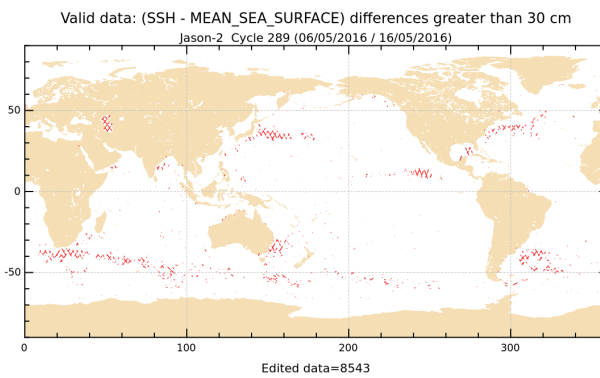 Valid data: (SSH - MEAN_SEA_SURFACE) differences greater than 30 cm
Jason-2 Cycle 289 (06/05/2016 / 16/05/2016)
50
0
-50
0 100 200 300
Edited data=8543